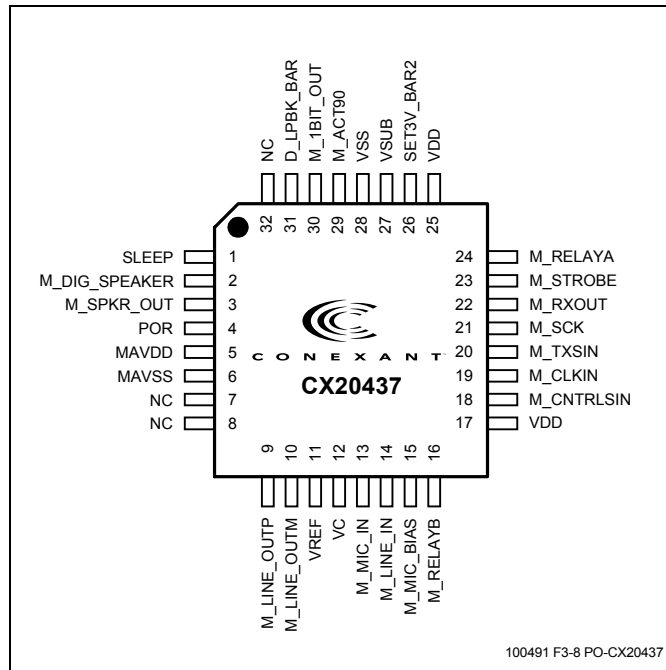 NC
D_LPBK_BAR
M_1BIT_OUT
M_ACT90
VSS
VSUB
SET3V_BAR2
VDD
32
31
30
29
28
27
26
25
SLEEP 1
M_DIG_SPEAKER 2
M_SPKR_OUT 3
POR 4
MAVDD 5
MAVSS 6
NC 7
NC 8
CONEXANT
CX20437
24 M_RELAYA
23 M_STROBE
22 M_RXOUT
21 M_SCK
20 M_TXSIN
19 M_CLKIN
18 M_CNTRLSIN
17 VDD
9
10
11
12
13
14
15
16
M_LINE_OUTP
M_LINE_OUTM
VREF
VC
M_MIC_IN
M_LINE_IN
M_MIC_BIAS
M_RELAYB
100491 F3-8 PO-CX20437